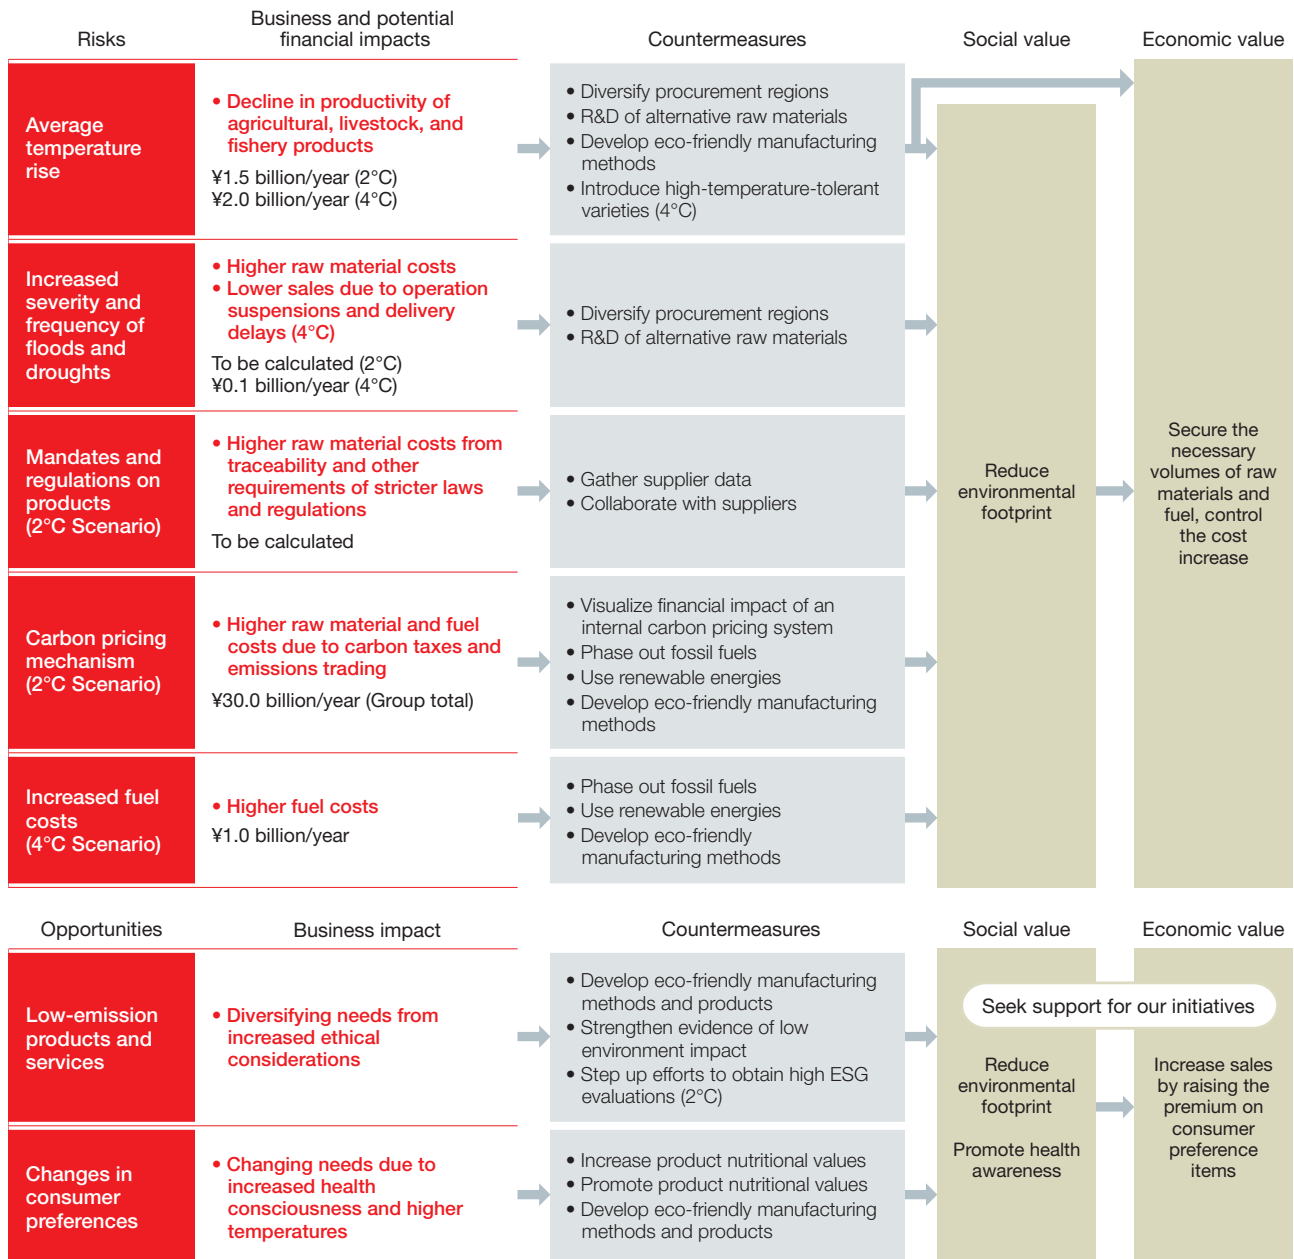 Risks
Business and potential
financial impacts
Countermeasures
Social value
Economic value
Average
temperature
rise
• Decline in productivity of
agricultural, livestock, and
fishery products
¥1.5 billion/year (2°C)
¥2.0 billion/year (4°C)
• Diversify procurement regions
• R&D of alternative raw materials
• Develop eco-friendly manufacturing
methods
• Introduce high-temperature-tolerant
varieties (4°C)
Increased
severity and
frequency of
floods and
droughts
• Higher raw material costs
• Lower sales due to operation
suspensions and delivery
delays (4°C)
To be calculated (2°C)
¥0.1 billion/year (4°C)
• Diversify procurement regions
• R&D of alternative raw materials
Mandates and
regulations on
products
(2°C Scenario)
• Higher raw material costs from
traceability and other
requirements of stricter laws
and regulations
To be calculated
• Gather supplier data
• Collaborate with suppliers
Carbon pricing
mechanism
(2°C Scenario)
• Higher raw material and fuel
costs due to carbon taxes and
emissions trading
¥30.0 billion/year (Group total)
• Visualize financial impact of an
internal carbon pricing system
• Phase out fossil fuels
• Use renewable energies
• Develop eco-friendly manufacturing
methods
Increased fuel
costs
(4°C Scenario)
• Higher fuel costs
¥1.0 billion/year
• Phase out fossil fuels
• Use renewable energies
• Develop eco-friendly
manufacturing methods
Reduce
environmental
footprint
Secure the
necessary
volumes of raw
materials and
fuel, control
the cost
increase
Opportunities
Business impact
Countermeasures
Social value
Economic value
Low-emission
products and
services
• Diversifying needs from
increased ethical
considerations
• Develop eco-friendly manufacturing
methods and products
• Strengthen evidence of low
environment impact
• Step up efforts to obtain high ESG
evaluations (2°C)
Changes in
consumer
preferences
• Changing needs due to
increased health
consciousness and higher
temperatures
• Increase product nutritional values
• Promote product nutritional values
• Develop eco-friendly manufacturing
methods and products
Seek support for our initiatives
Reduce
environmental
footprint
Promote health
awareness
Increase sales
by raising the
premium on
consumer
preference
items